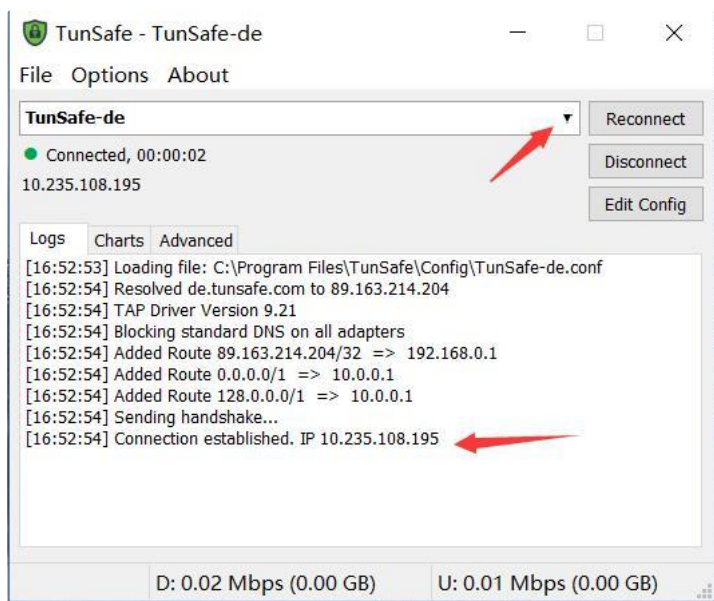 TunSafe - TunSafe-de
File Options About
TunSafe-de
Reconnect
Connected, 00:00:02
Disconnect
10.235.108.195
Edit Config
Logs Charts Advanced
[16:52:53] Loading file: C:\Program Files\TunSafe\Config\TunSafe-de.conf
[16:52:54] Resolved de.tunsafe.com to 89.163.214.204
[16:52:54] TAP Driver Version 9.21
[16:52:54] Blocking standard DNS on all adapters
[16:52:54] Added Route 89.163.214.204/32 => 192.168.0.1
[16:52:54] Added Route 0.0.0.0/1 => 10.0.0.1
[16:52:54] Added Route 128.0.0.0/1 => 10.0.0.1
[16:52:54] Sending handshake...
[16:52:54] Connection established. IP 10.235.108.195
D: 0.02 Mbps (0.00 GB) U: 0.01 Mbps (0.00 GB)